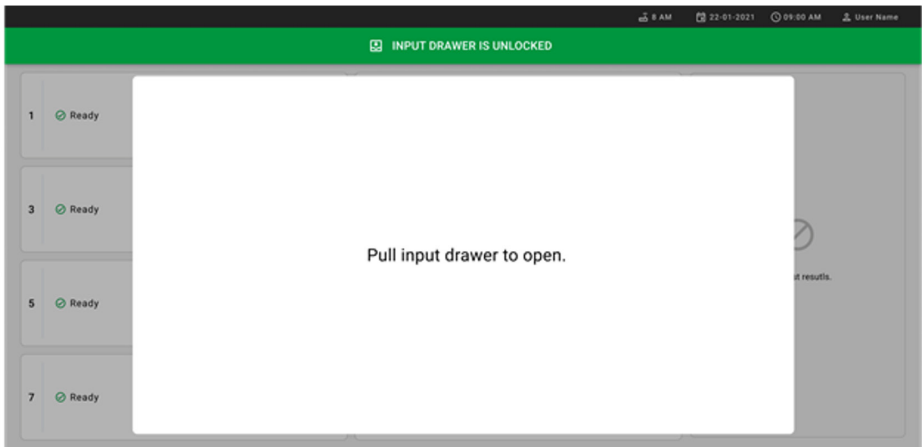 8 AM 22-01-2021 09:00 AM User Name
INPUT DRAWER IS UNLOCKED
1 Ready
3 Ready
5 Ready
7 Ready
Pull input drawer to open.
resutls.